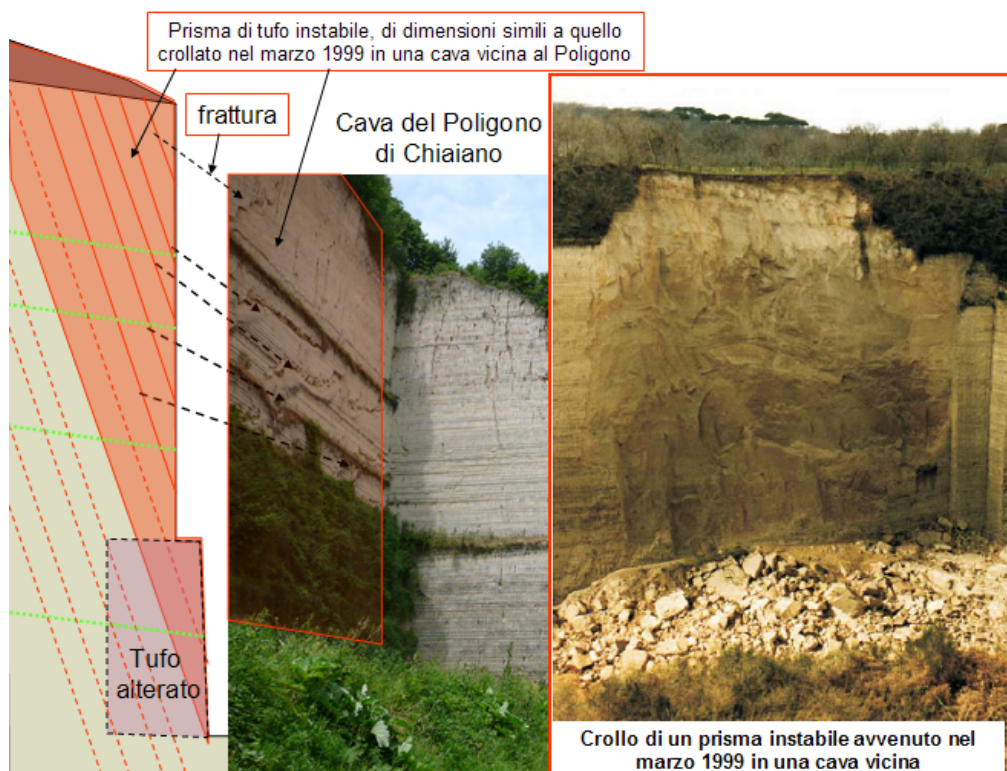 Prisma di tufo instabile, di dimensioni simili a quello
crollato nel marzo 1999 in una cava vicina al Poligono
frattura
Cava del Poligono
di Chiaiano
Tufo
alterato
Crollo di un prisma instabile avvenuto nel
marzo 1999 in una cava vicina